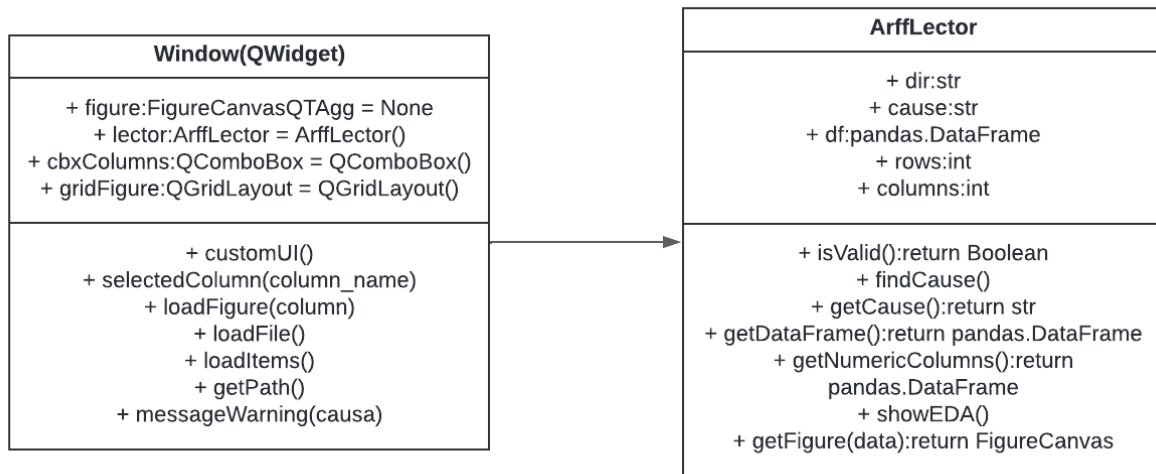 Window(QWidget)
+ figure:FigureCanvasQTAgg = None
+ lector:ArffLector = ArffLector()
+ cbxColumns:QComboBox = QComboBox()
+ gridFigure:QGridLayout = QGridLayout()
+ customUI()
+ selectedColumn(column_name)
+ loadFigure(column)
+ loadFile()
+ loadItems()
+ getPath()
+ messageWarning(causa)
ArffLector
+ dir:str
+ cause:str
+ df:pandas.DataFrame
+ rows:int
+ columns:int
+ isValid():return Boolean
+ findCause()
+ getCause():return str
+ getDataFrame():return pandas.DataFrame
+ getNumericColumns():return
pandas.DataFrame
+ showEDA()
+ getFigure(data):return FigureCanvas